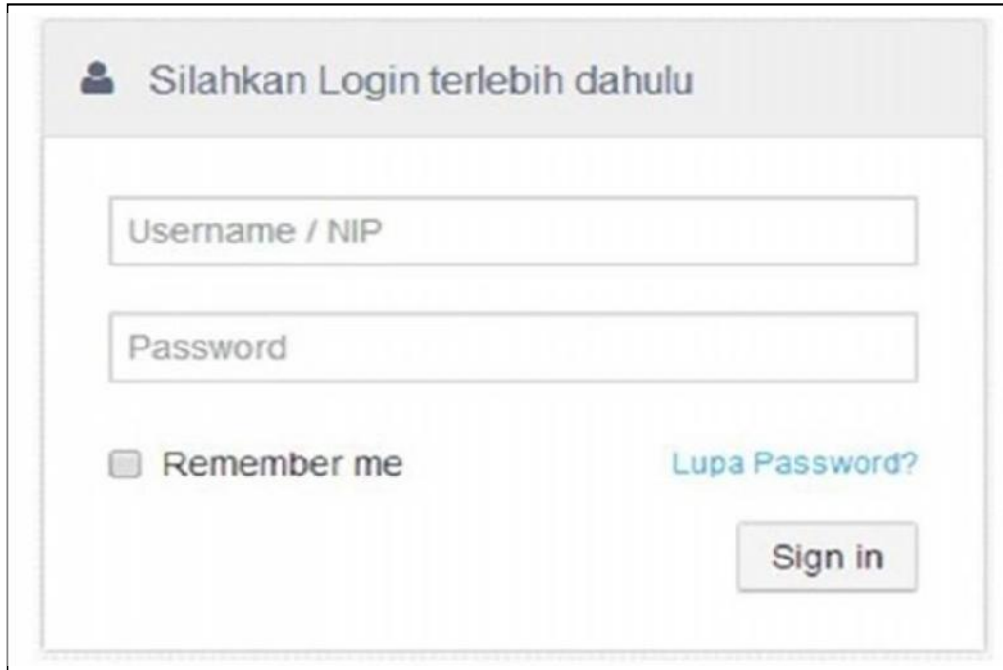 Silahkan Login terlebih dahulu
Username / NIP
Password
Remember me
Lupa Password?
Sign in